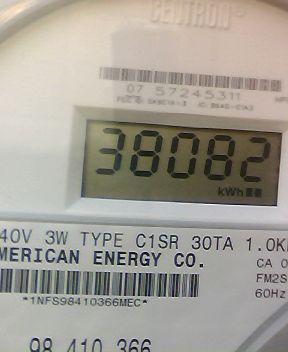 CENTRON
07 57245311
38082
kWh
40V 3W TYPE C1SR 30TA 1.0K
MERICAN ENERGY CO.
CA 0
FM2S
60Hz
*1NFS98410366MEC*
98 410 366